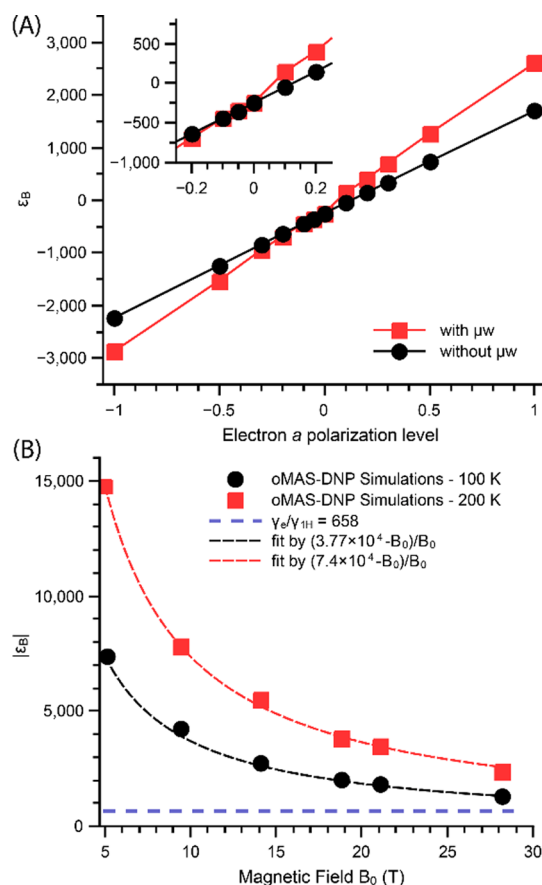 (A)
3,000
2,000
1,000
0
−1,000
−2,000
−3,000
εB
500
0
−500
−1,000
−0.2
0
0.2
with μw
without μw
−1
−0.5
0
0.5
1
Electron a polarization level
(B)
oMAS-DNP Simulations - 100 K
oMAS-DNP Simulations - 200 K
γe/γ1H = 658
fit by (3.77×10⁴-B₀)/B₀
fit by (7.4×10⁴-B₀)/B₀
15,000
10,000
5,000
0
|εB|
5
10
15
20
25
30
Magnetic Field B₀ (T)